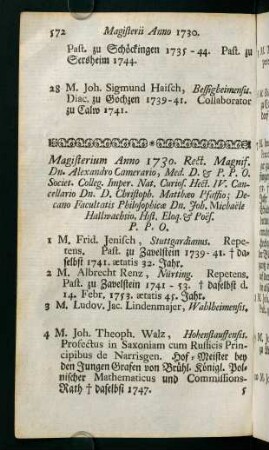 572 Magisterii Anno 1730.
Past. zu Schöckingen 1735-44. Past. zu
Sersheim 1744.
28 M. Joh. Sigmund Haisch, Bessigheimensis.
Diac. zu Gochzen 1739-41. Collaborator
zu Calw 1741.
Magisterium Anno 1730. Rect. Magnif.
Dn. Alexandro Camerario, Med. D. & P. P. O.
Societ. Colleg. Imper. Nat. Curios. Hect. IV. Can-
cellario Dn. D. Christoph. Matthæo Pfaffio; De-
cano Facultatis Philosophicæ Dn. Joh. Michaële
Hallwachsio, Hist. Eloq. & Poës.
P. P. O.
1 M. Frid. Jenisch, Stuttgardianus. Repe-
tens. Past. zu Zavelstein 1739-41. † da-
selbst 1741. ætatis 32. Jahr.
2 M. Albrecht Renz, Nürting. Repetens.
Past. zu Zavelstein 1741-53. † daselbst d.
14. Febr. 1753. ætatis 45. Jahr.
3 M. Ludov. Jac. Lindenmejer, Wahlheimensis.
4 M. Joh. Theoph. Walz, Hohenstauffensis.
Profectus in Saxoniam cum Rusticis Prin-
cipibus de Narrisgen. Hof-Meister bey
den Jungen Grafen von Brühl. Königl. Pol-
nischer Mathematicus und Commissions-
Rath † daselbst 1747. 5